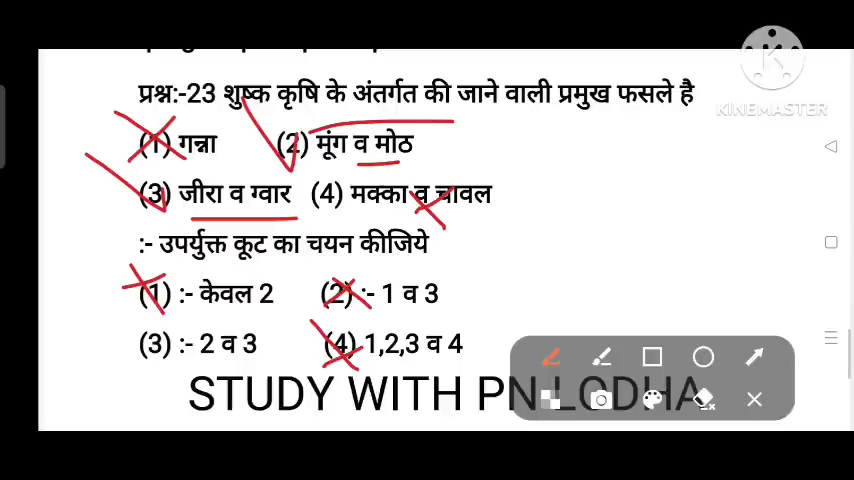 KINEMASTER
प्रश्न:-23 शुष्क कृषि के अंतर्गत की जाने वाली प्रमुख फसले है
(1) गन्ना (2) मूंग व मोठ
(3) जीरा व ग्वार (4) मक्का व चावल
:- उपर्युक्त कूट का चयन कीजिये
(1) :- केवल 2 (2) :- 1 व 3
(3) :- 2 व 3 (4) 1,2,3 व 4
STUDY WITH PN LODHA